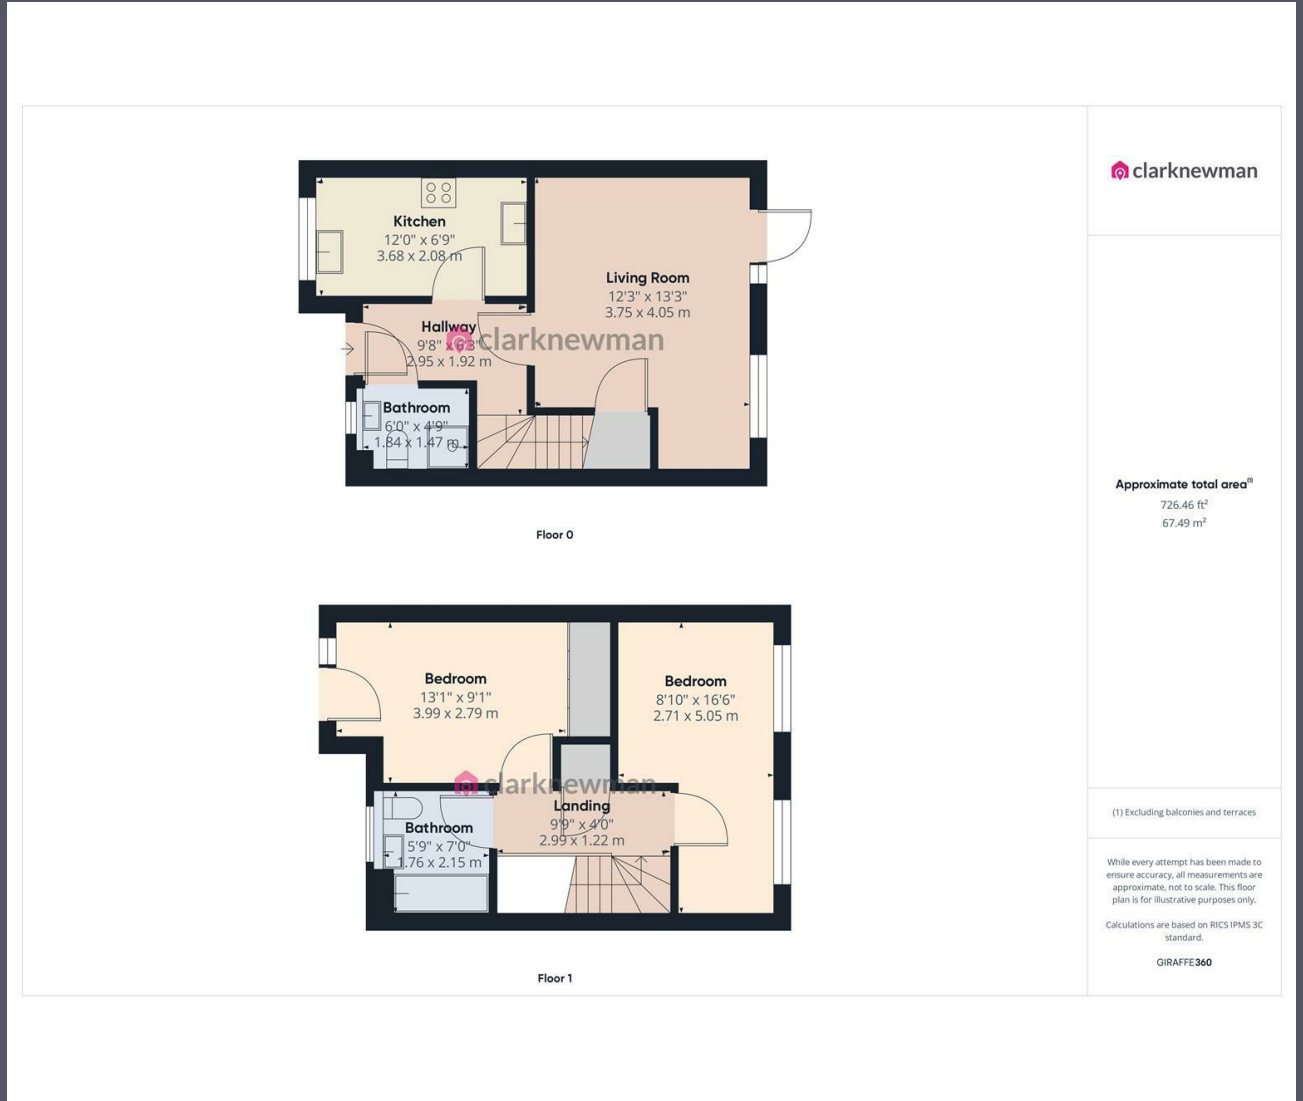 clarknewman
Kitchen
12'0" x 6'9"
3.68 x 2.08 m
Living Room
12'3" x 13'3"
3.75 x 4.05 m
Hallway
9'8" x 6'3"
2.95 x 1.92 m
clarknewman
Bathroom
6'0" x 4'9"
1.84 x 1.47 m
Floor 0
Approximate total area(1)
726.46 ft²
67.49 m²
Bedroom
13'1" x 9'1"
3.99 x 2.79 m
Bedroom
8'10" x 16'6"
2.71 x 5.05 m
clarknewman
Landing
9'9" x 4'0"
2.99 x 1.22 m
Bathroom
5'9" x 7'0"
1.76 x 2.15 m
Floor 1
(1) Excluding balconies and terraces
While every attempt has been made to
ensure accuracy, all measurements are
approximate, not to scale. This floor
plan is for illustrative purposes only.
Calculations are based on RICS IPMS 3C
standard.
GIRAFFE360